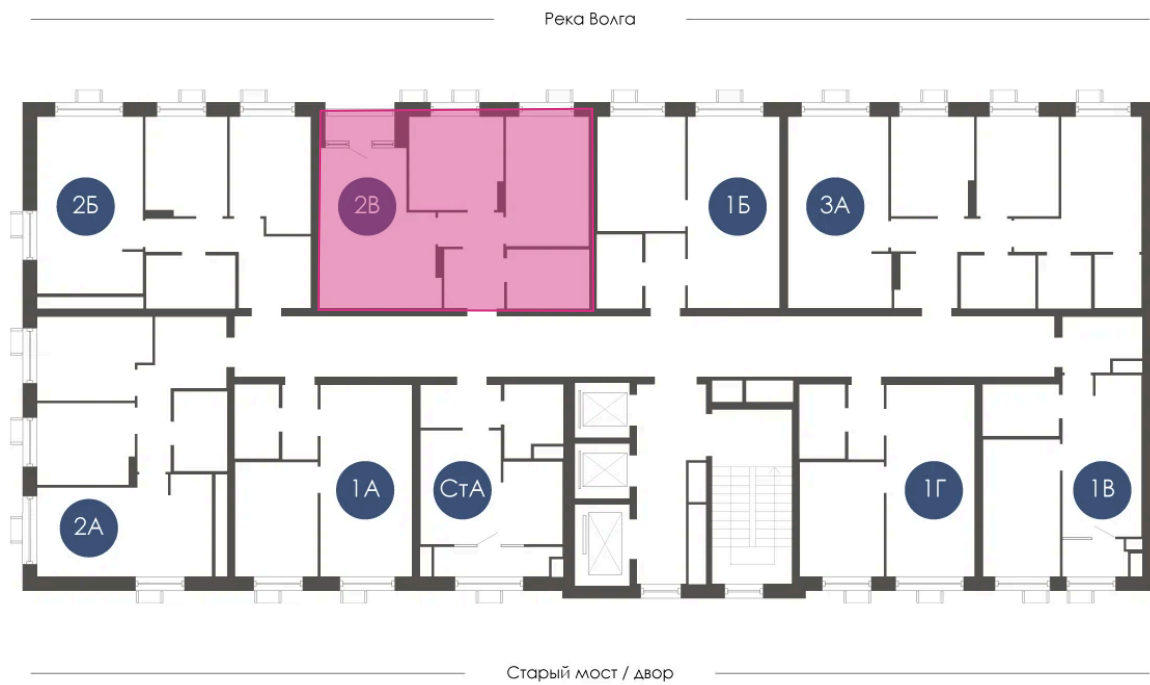 Река Волга
2Б
2В
1Б
3А
1А
СтА
1Г
1В
2А
Старый мост / двор